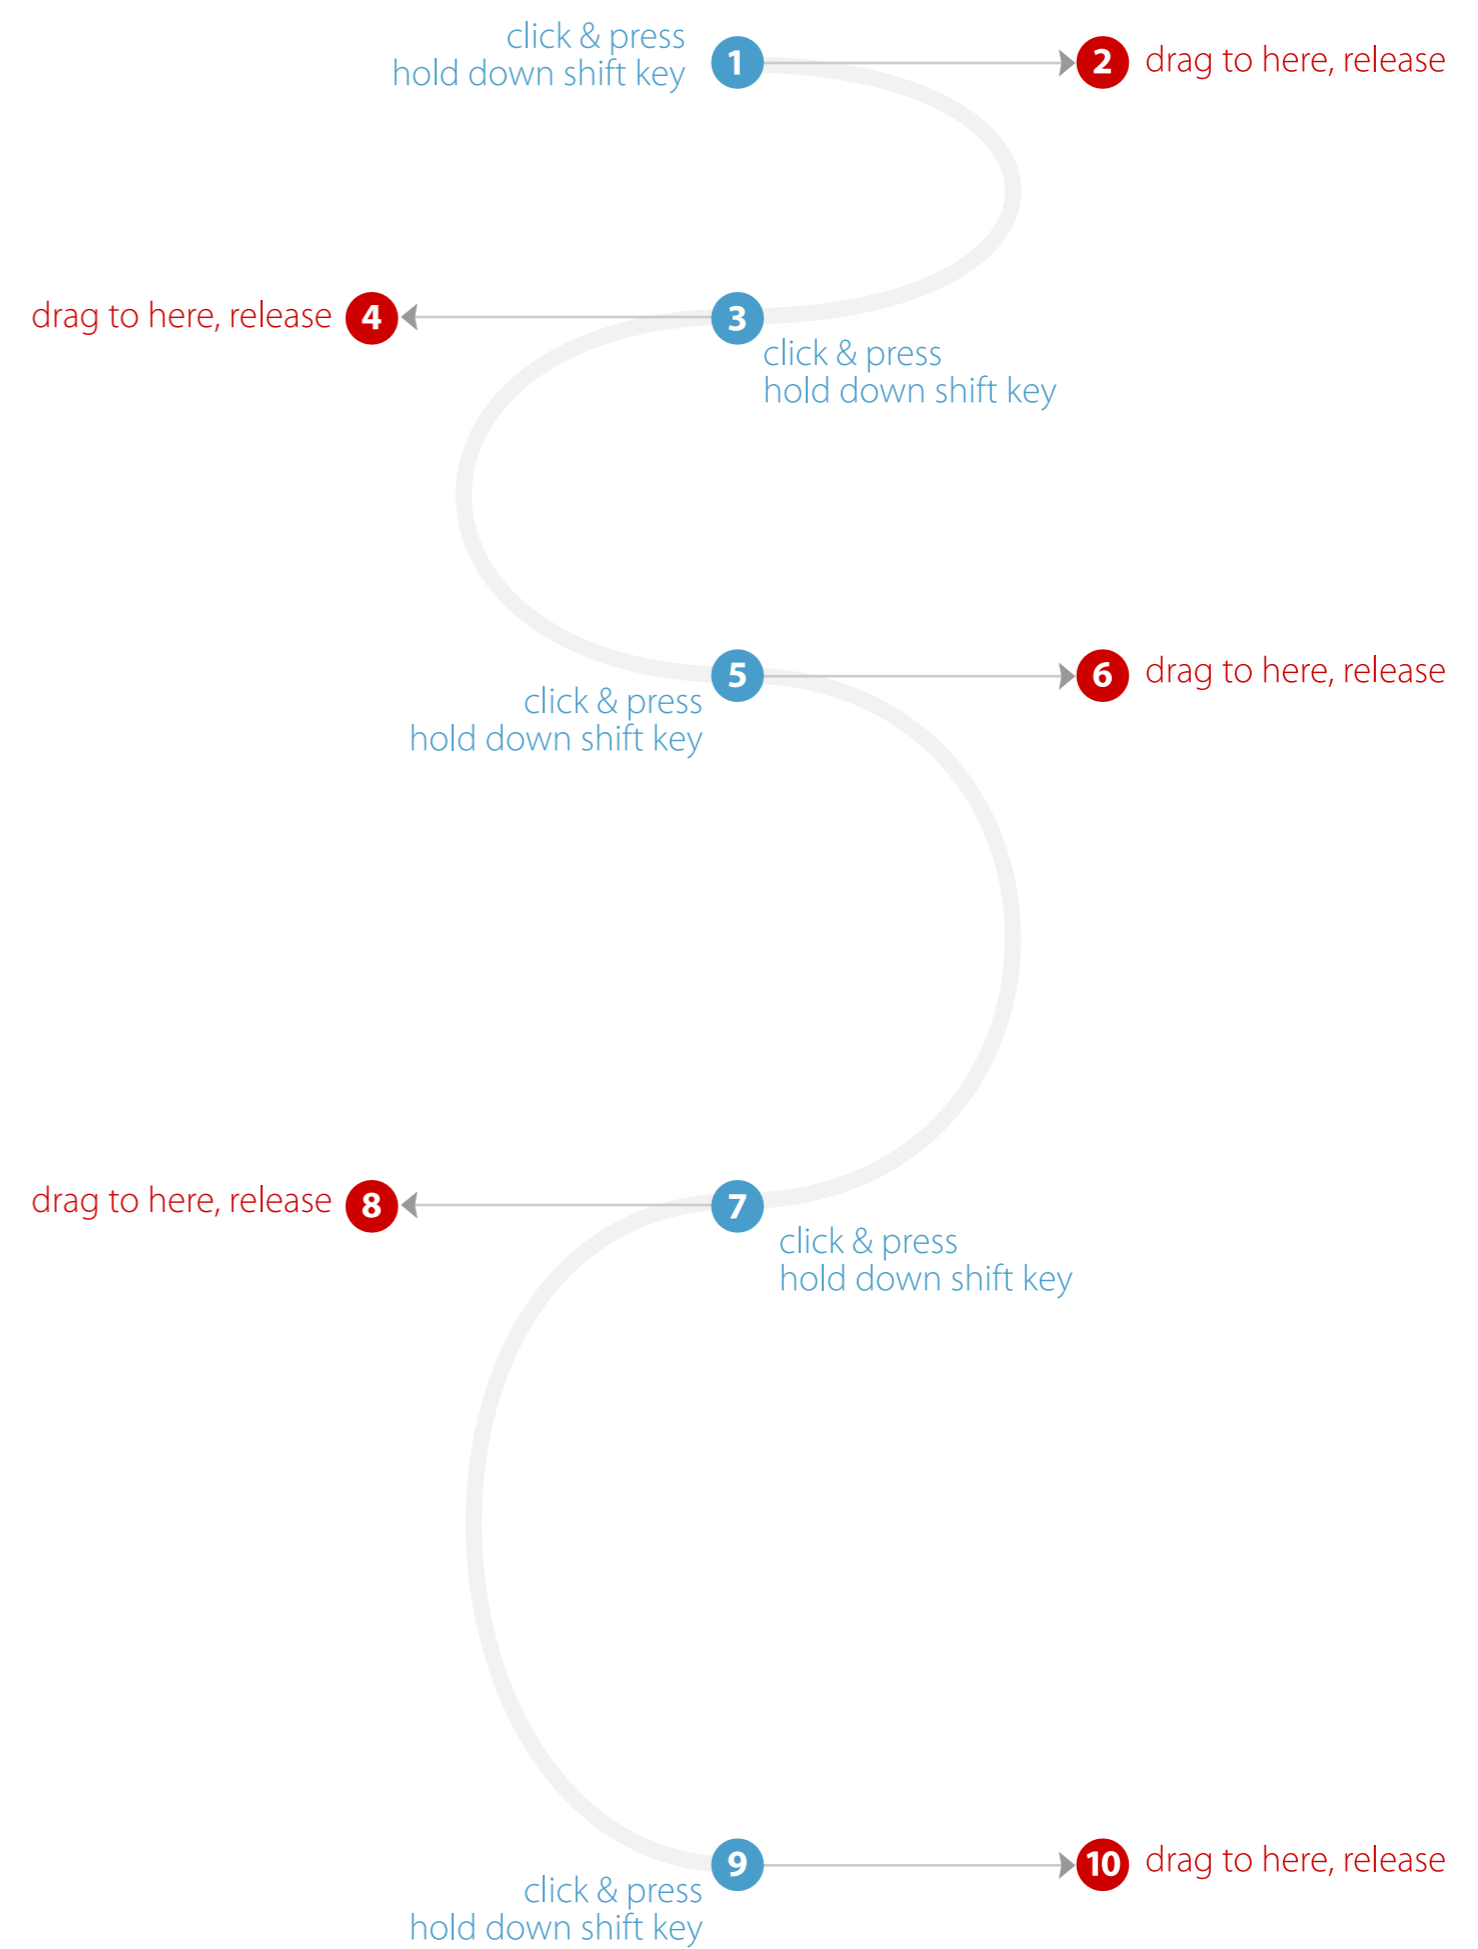 click & press
hold down shift key
1
2
drag to here, release
drag to here, release
4
3
click & press
hold down shift key
5
6
drag to here, release
click & press
hold down shift key
drag to here, release
8
7
click & press
hold down shift key
9
10
drag to here, release
click & press
hold down shift key